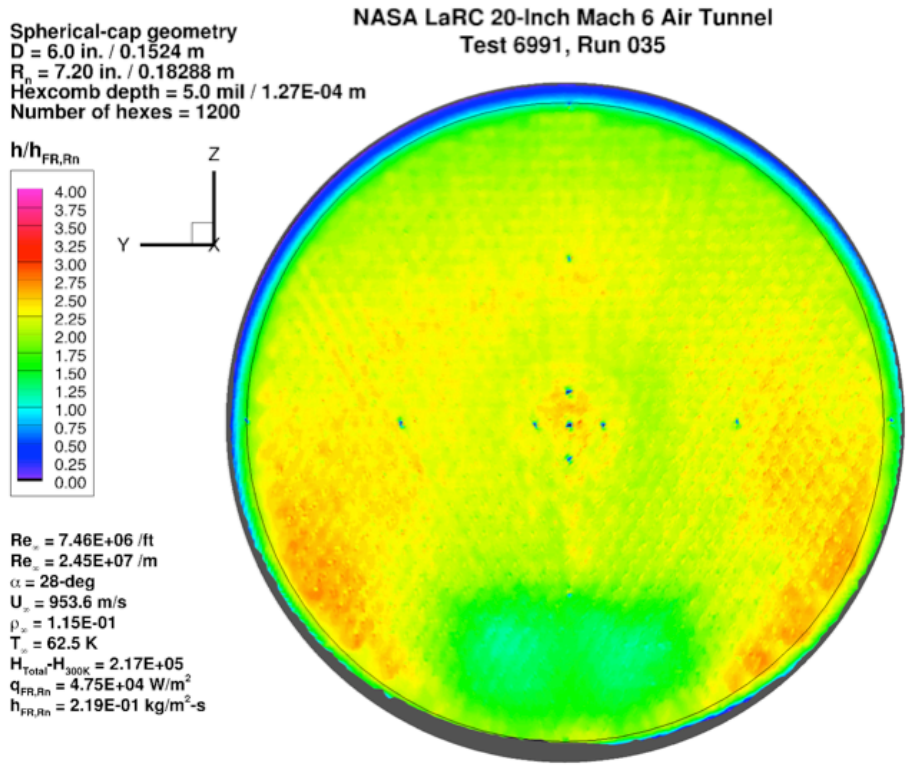 NASA LaRC 20-Inch Mach 6 Air Tunnel
Test 6991, Run 035
Spherical-cap geometry
D = 6.0 in. / 0.1524 m
Rₙ = 7.20 in. / 0.18288 m
Hexcomb depth = 5.0 mil / 1.27E-04 m
Number of hexes = 1200
h/h_FR,Rn
4.00
3.75
3.50
3.25
3.00
2.75
2.50
2.25
2.00
1.75
1.50
1.25
1.00
0.75
0.50
0.25
0.00
Z
Y
X
Re∞ = 7.46E+06 /ft
Re∞ = 2.45E+07 /m
α = 28-deg
U∞ = 953.6 m/s
ρ∞ = 1.15E-01
T∞ = 62.5 K
H_Total-H_300K = 2.17E+05
q_FR,Rn = 4.75E+04 W/m²
h_FR,Rn = 2.19E-01 kg/m²-s